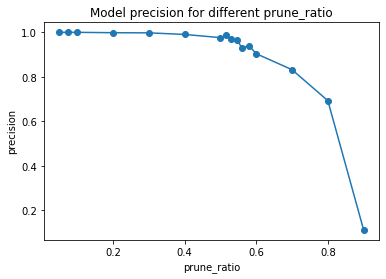 Model precision for different prune_ratio
1.0
0.8
0.6
0.4
0.2
precision
0.2 0.4 0.6 0.8
prune_ratio